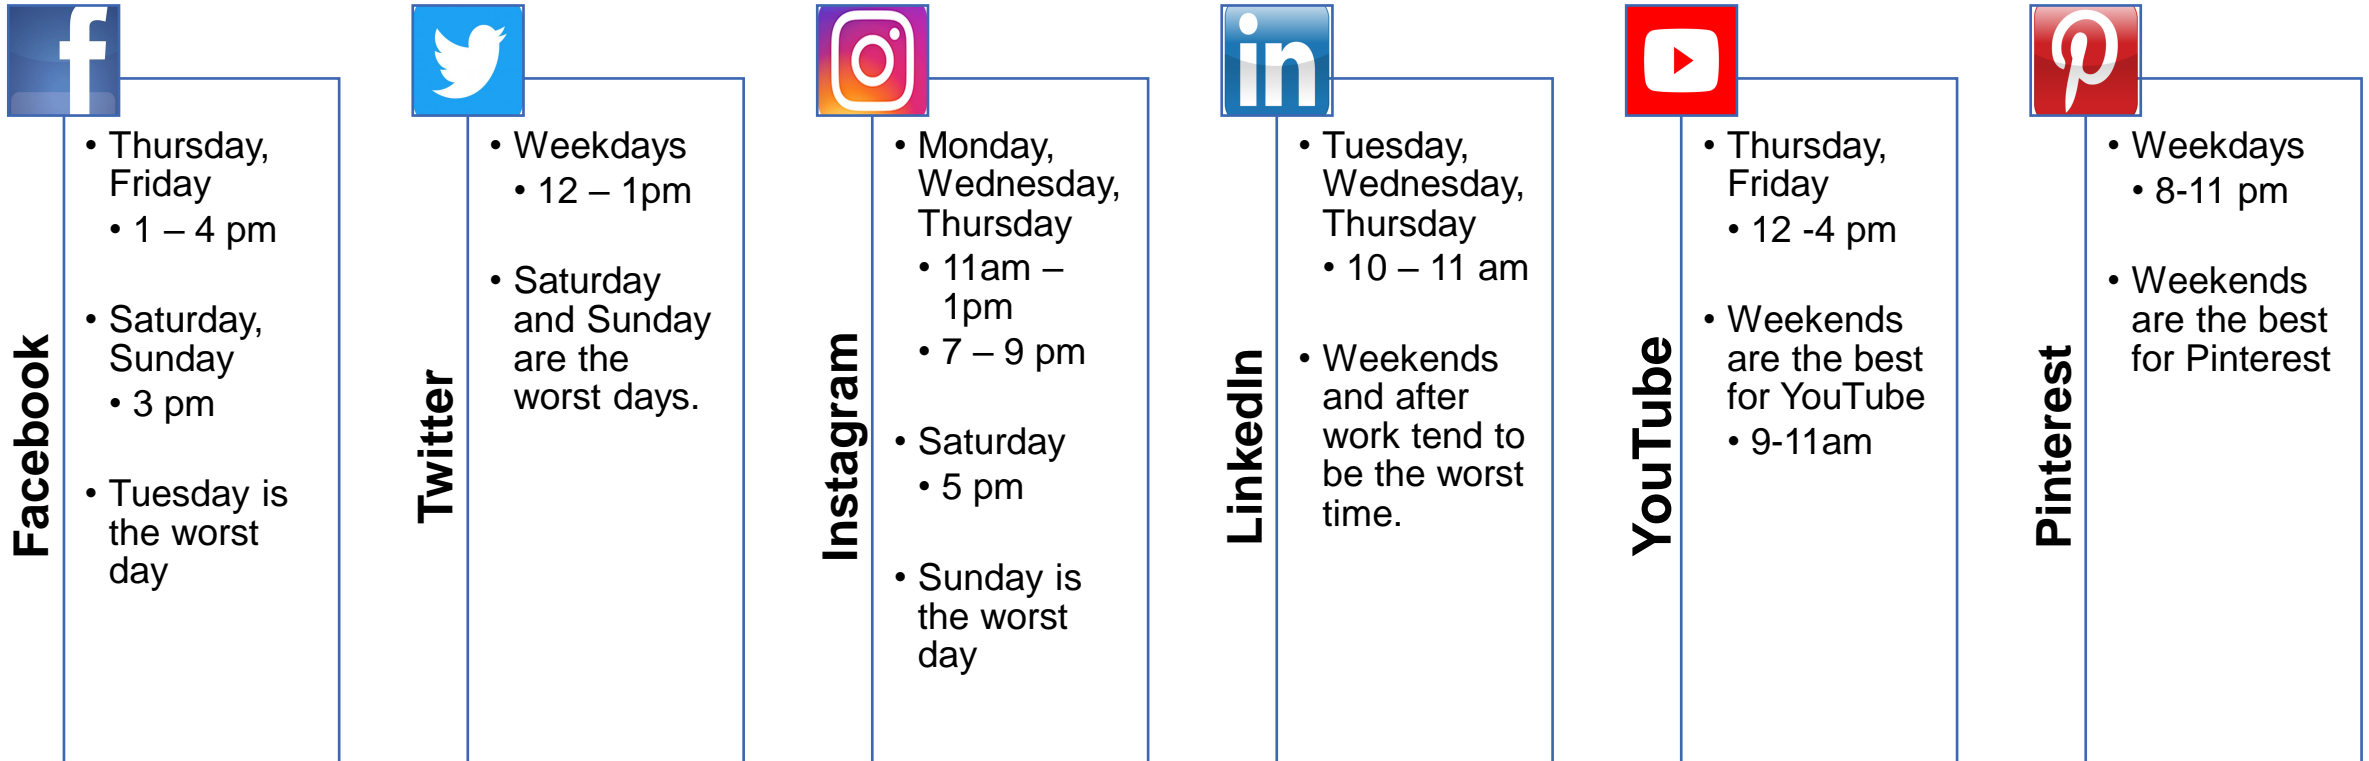 Facebook
• Thursday,
Friday
• 1 – 4 pm
• Saturday,
Sunday
• 3 pm
• Tuesday is
the worst
day
Twitter
• Weekdays
• 12 – 1pm
• Saturday
and Sunday
are the
worst days.
Instagram
• Monday,
Wednesday,
Thursday
• 11am –
1pm
• 7 – 9 pm
• Saturday
• 5 pm
• Sunday is
the worst
day
in
LinkedIn
• Tuesday,
Wednesday,
Thursday
• 10 – 11 am
• Weekends
and after
work tend to
be the worst
time.
YouTube
• Thursday,
Friday
• 12 -4 pm
• Weekends
are the best
for YouTube
• 9-11am
Pinterest
• Weekdays
• 8-11 pm
• Weekends
are the best
for Pinterest